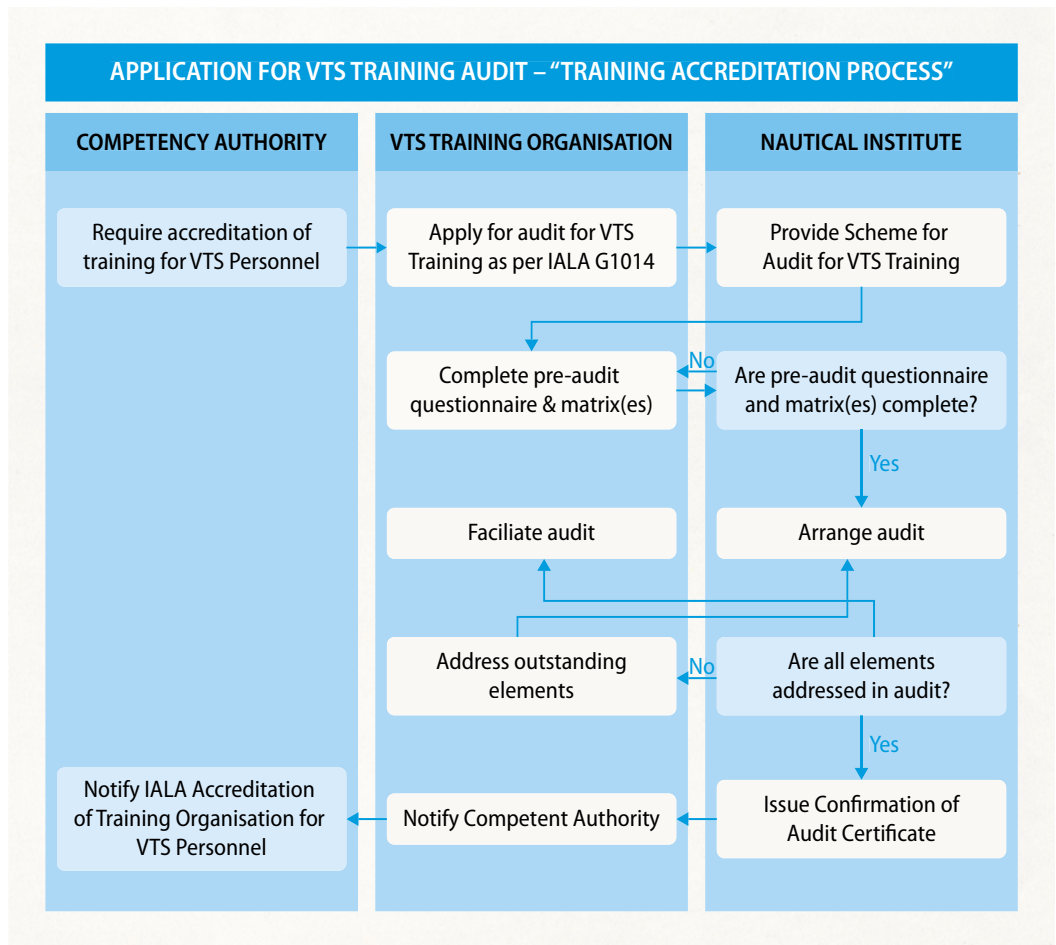 APPLICATION FOR VTS TRAINING AUDIT – “TRAINING ACCREDITATION PROCESS”
COMPETENCY AUTHORITY
VTS TRAINING ORGANISATION
NAUTICAL INSTITUTE
Require accreditation of
training for VTS Personnel
Apply for audit for VTS
Training as per IALA G1014
Provide Scheme for
Audit for VTS Training
Complete pre-audit
questionnaire & matrix(es)
No
Are pre-audit questionnaire
and matrix(es) complete?
Yes
Faciliate audit
Arrange audit
Address outstanding
elements
No
Are all elements
addressed in audit?
Yes
Notify IALA Accreditation
of Training Organisation for
VTS Personnel
Notify Competent Authority
Issue Confirmation of
Audit Certificate